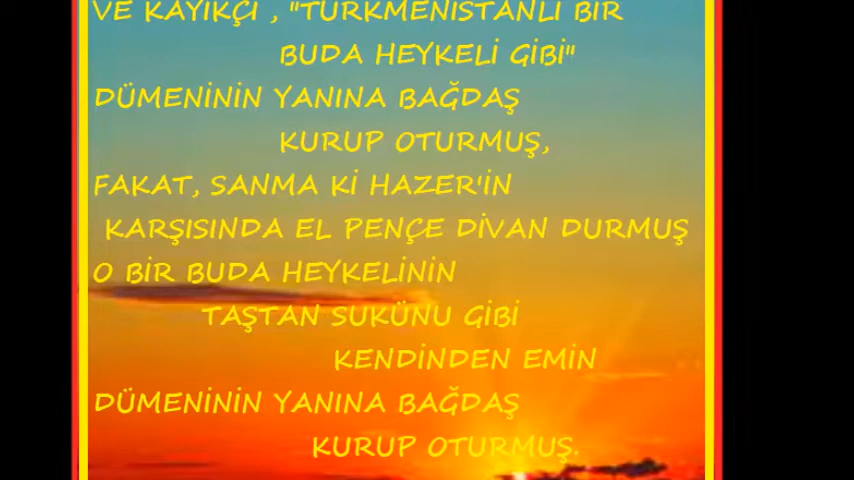 VE KAYIKÇI , "TÜRKMENİSTANLI BİR
BUDA HEYKELİ GİBİ"
DÜMENİNİN YANINA BAĞDAŞ
KURUP OTURMUŞ,
FAKAT, SANMA Kİ HAZER'İN
KARŞISINDA EL PENÇE DİVAN DURMUŞ
O BİR BUDA HEYKELİNİN
TAŞTAN SUKÜNU GİBİ
KENDİNDEN EMİN
DÜMENİNİN YANINA BAĞDAŞ
KURUP OTURMUŞ.